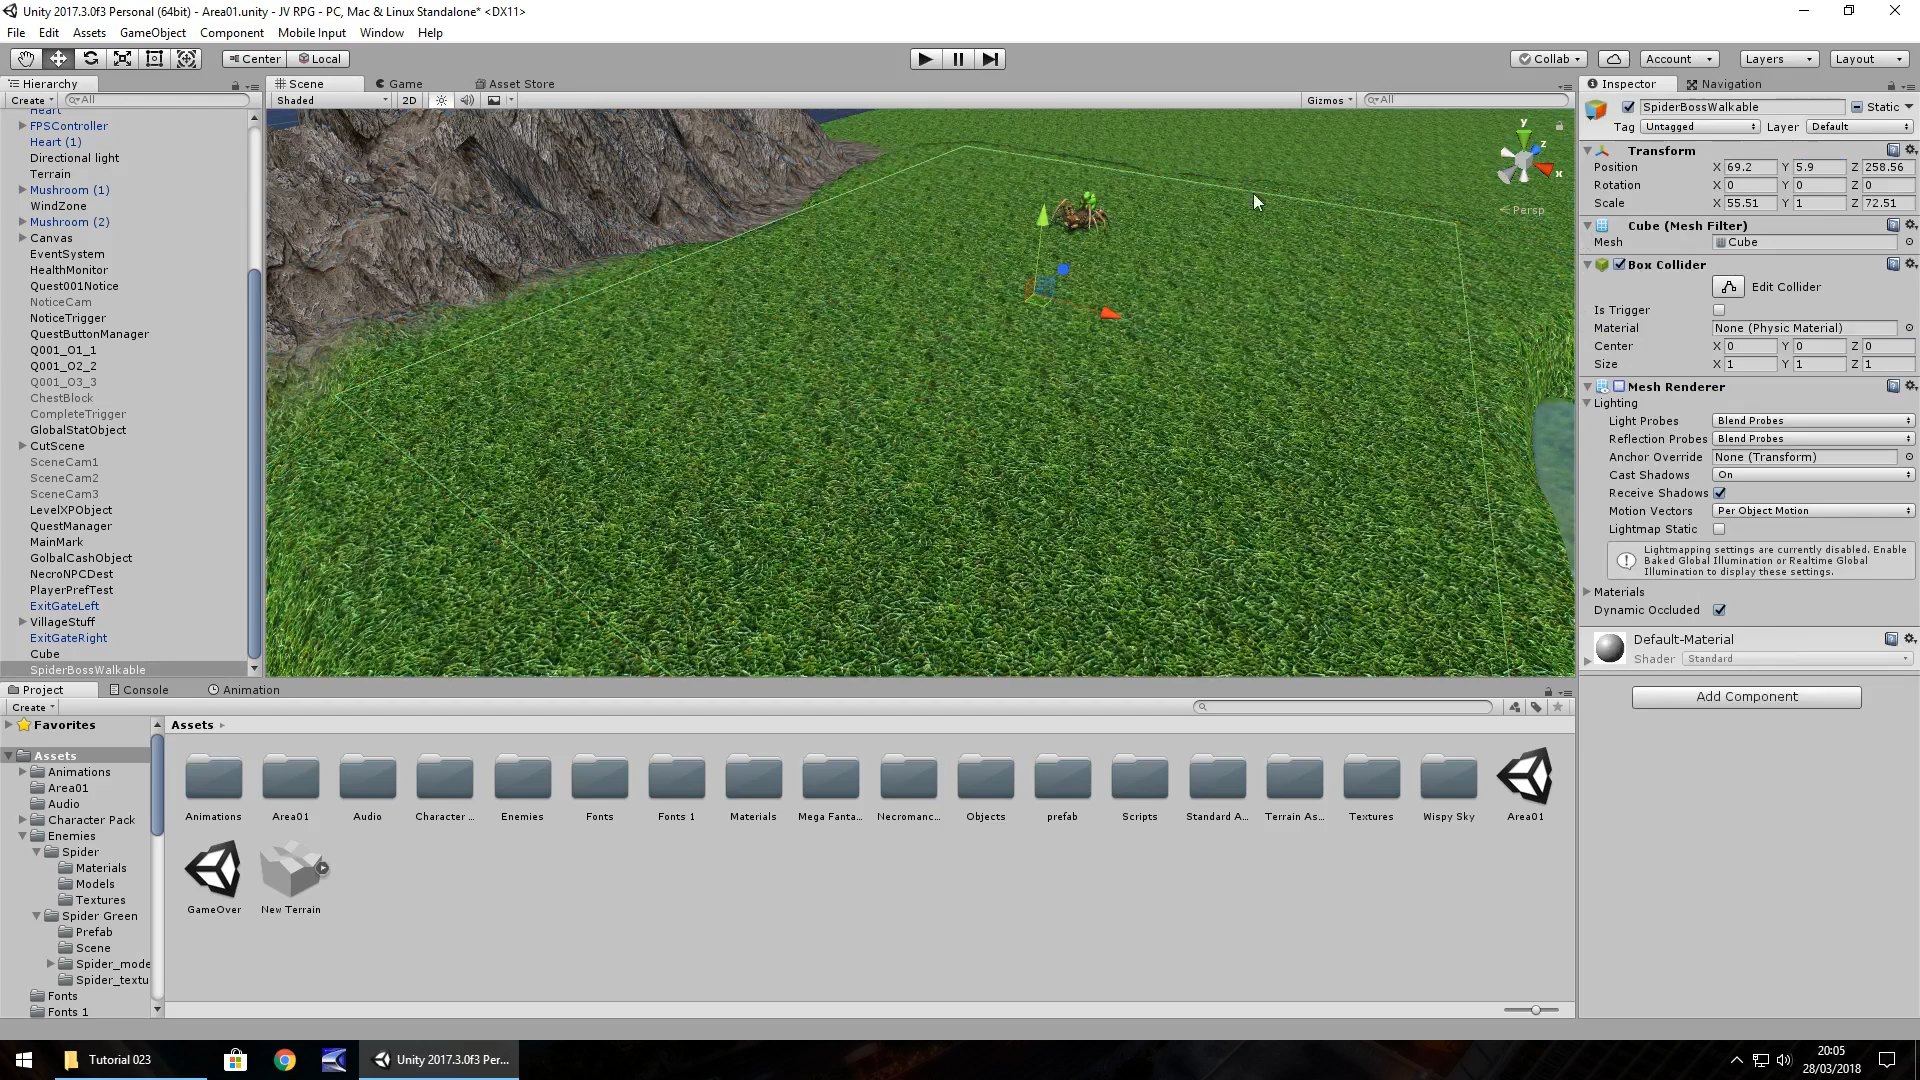 Unity 2017.3.0f3 Personal (64bit) - Area01.unity - JV RPG - PC, Mac & Linux Standalone* <DX11>
File Edit Assets GameObject Component Mobile Input Window Help
Center Local Collab Account Layers Layout
Hierarchy
Create All
Heart
FPSController
Heart (1)
Directional light
Terrain
Mushroom (1)
WindZone
Mushroom (2)
Canvas
EventSystem
HealthMonitor
Quest001Notice
NoticeCam
NoticeTrigger
QuestButtonManager
Q001_O1_1
Q001_O2_2
Q001_O3_3
ChestBlock
CompleteTrigger
GlobalStatObject
CutScene
SceneCam1
SceneCam2
SceneCam3
LevelXPObject
QuestManager
MainMark
GolbalCashObject
NecroNPCDest
PlayerPrefTest
ExitGateLeft
VillageStuff
ExitGateRight
Cube
SpiderBossWalkable
Scene Game Asset Store
Shaded 2D Gizmos All
y
z
x
Persp
Inspector Navigation
SpiderBossWalkable Static
Tag Untagged Layer Default
Transform
Position X 69.2 Y 5.9 Z 258.56
Rotation X 0 Y 0 Z 0
Scale X 55.51 Y 1 Z 72.51
Cube (Mesh Filter)
Mesh Cube
Box Collider
Edit Collider
Is Trigger
Material None (Physic Material)
Center X 0 Y 0 Z 0
Size X 1 Y 1 Z 1
Mesh Renderer
Lighting
Light Probes Blend Probes
Reflection Probes Blend Probes
Anchor Override None (Transform)
Cast Shadows On
Receive Shadows
Motion Vectors Per Object Motion
Lightmap Static
Lightmapping settings are currently disabled. Enable
Baked Global Illumination or Realtime Global
Illumination to display these settings.
Materials
Dynamic Occluded
Default-Material
Shader Standard
Add Component
Project Console Animation
Create
Favorites
Assets
Animations
Area01
Audio
Character Pack
Enemies
Spider
Materials
Models
Textures
Spider Green
Prefab
Scene
Spider_mode
Spider_textu
Fonts
Fonts 1
Assets
Animations Area01 Audio Character ... Enemies Fonts Fonts 1 Materials Mega Fanta... Necromanc... Objects prefab Scripts Standard A... Terrain As... Textures Wispy Sky Area01
GameOver New Terrain
Tutorial 023 Unity 2017.3.0f3 Per...
20:05
28/03/2018